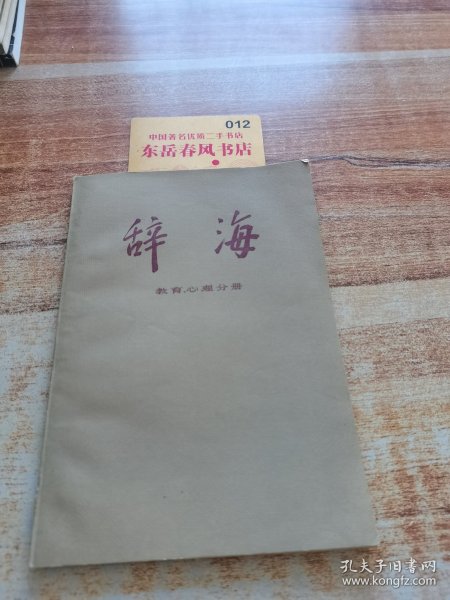 012
中国著名优质二手书店
东岳春风书店
辞海
教育、心理分册
孔夫子旧书网
www.kongfz.com